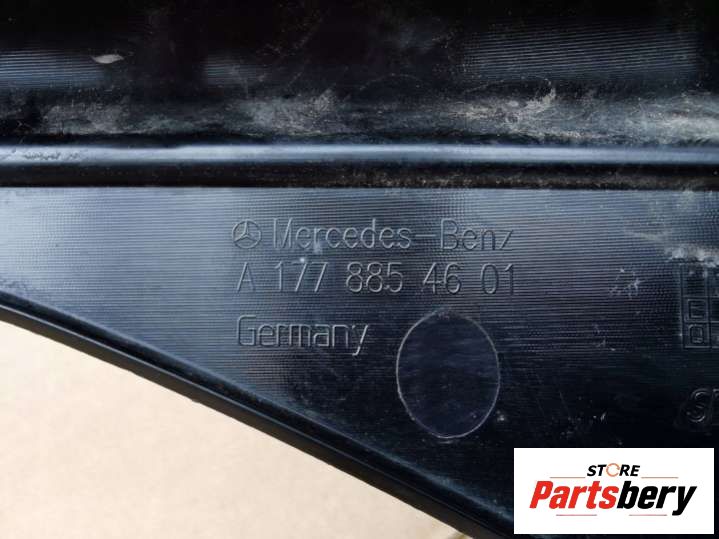 Mercedes-Benz
A 177 885 46 01
Germany
STORE
Partsbery